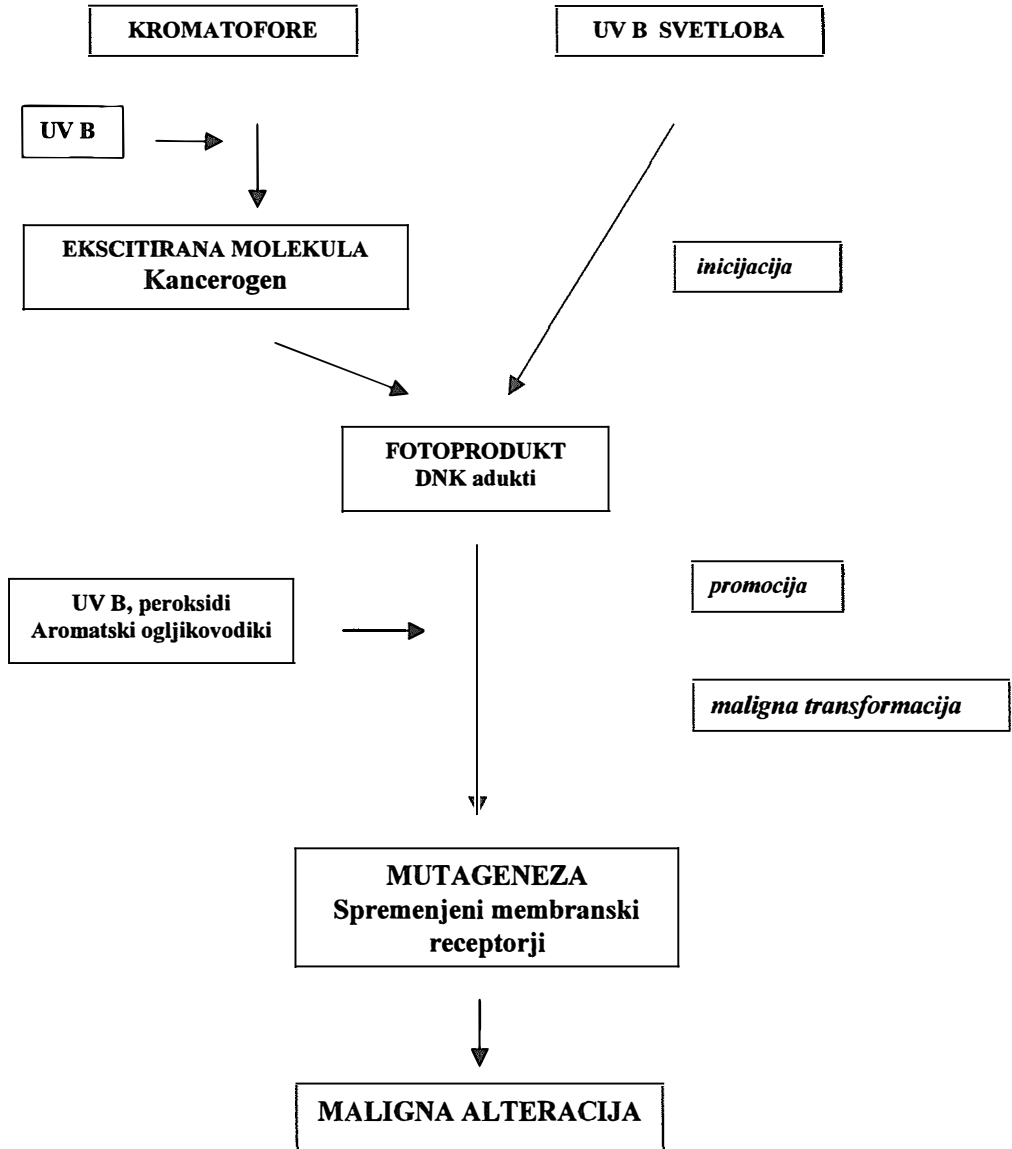 KROMATOFORE
UV B SVETLOBA
UV B
EKSCITIRANA MOLEKULA
Kancerogen
inicijacija
FOTOPRODUKT
DNK adukti
UV B, peroksidi
Aromatski ogljikovodiki
promocija
maligna transformacija
MUTAGENEZA
Spremenjeni membranski
receptorji
MALIGNA ALTERACIJA